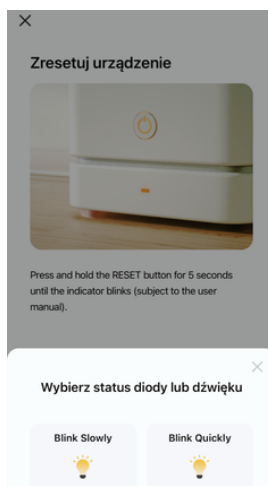 Zresetuj urządzenie
Press and hold the RESET button for 5 seconds
until the indicator blinks (subject to the user
manual).
Wybierz status diody lub dźwięku
Blink Slowly
Blink Quickly